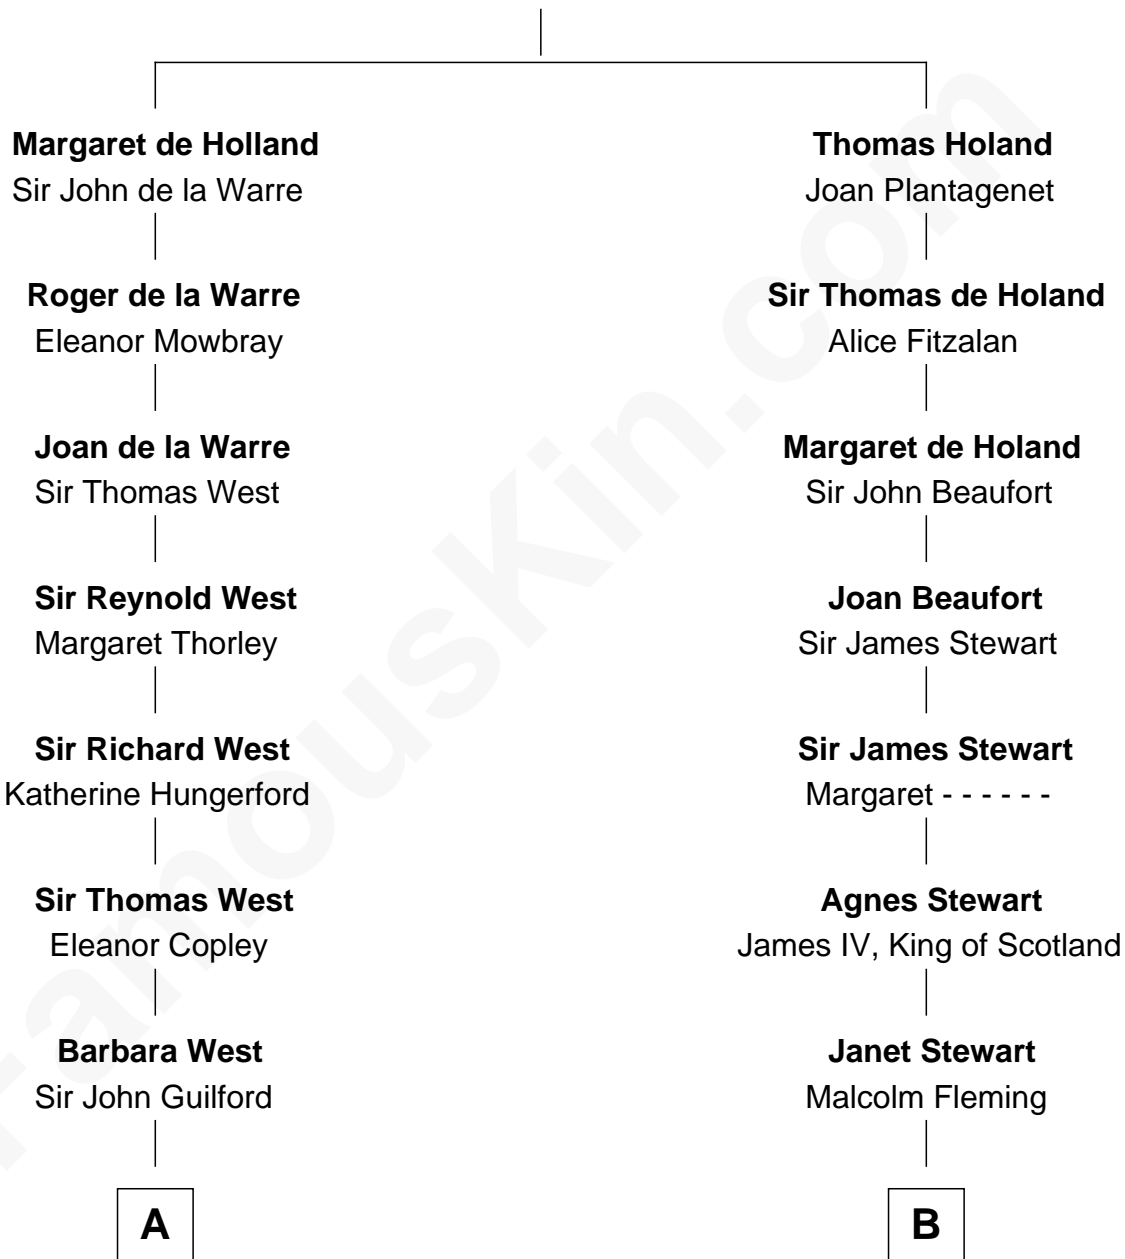 Margaret de Holland
Sir John de la Warre
Thomas Holand
Joan Plantagenet
Roger de la Warre
Eleanor Mowbray
Sir Thomas de Holand
Alice Fitzalan
Joan de la Warre
Sir Thomas West
Margaret de Holand
Sir John Beaufort
Sir Reynold West
Margaret Thorley
Joan Beaufort
Sir James Stewart
Sir Richard West
Katherine Hungerford
Sir James Stewart
Margaret - - - - - -
Sir Thomas West
Eleanor Copley
Agnes Stewart
James IV, King of Scotland
Barbara West
Sir John Guilford
Janet Stewart
Malcolm Fleming
A
B
FamousKin.com